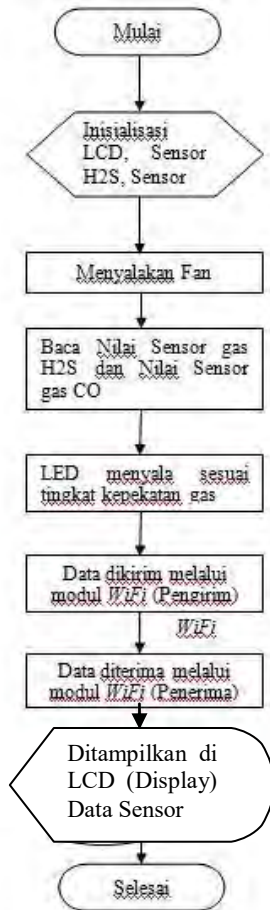 Mulai
Inisialisasi
LCD, Sensor
H2S, Sensor
Menyalakan Fan
Baca Nilai Sensor gas
H2S dan Nilai Sensor
gas CO
LED menyala sesuai
tingkat kepekatan gas
Data dikirim melalui
modul WiFi (Pengirim)
WiFi
Data diterima melalui
modul WiFi (Penerima)
Ditampilkan di
LCD (Display)
Data Sensor
Selesai